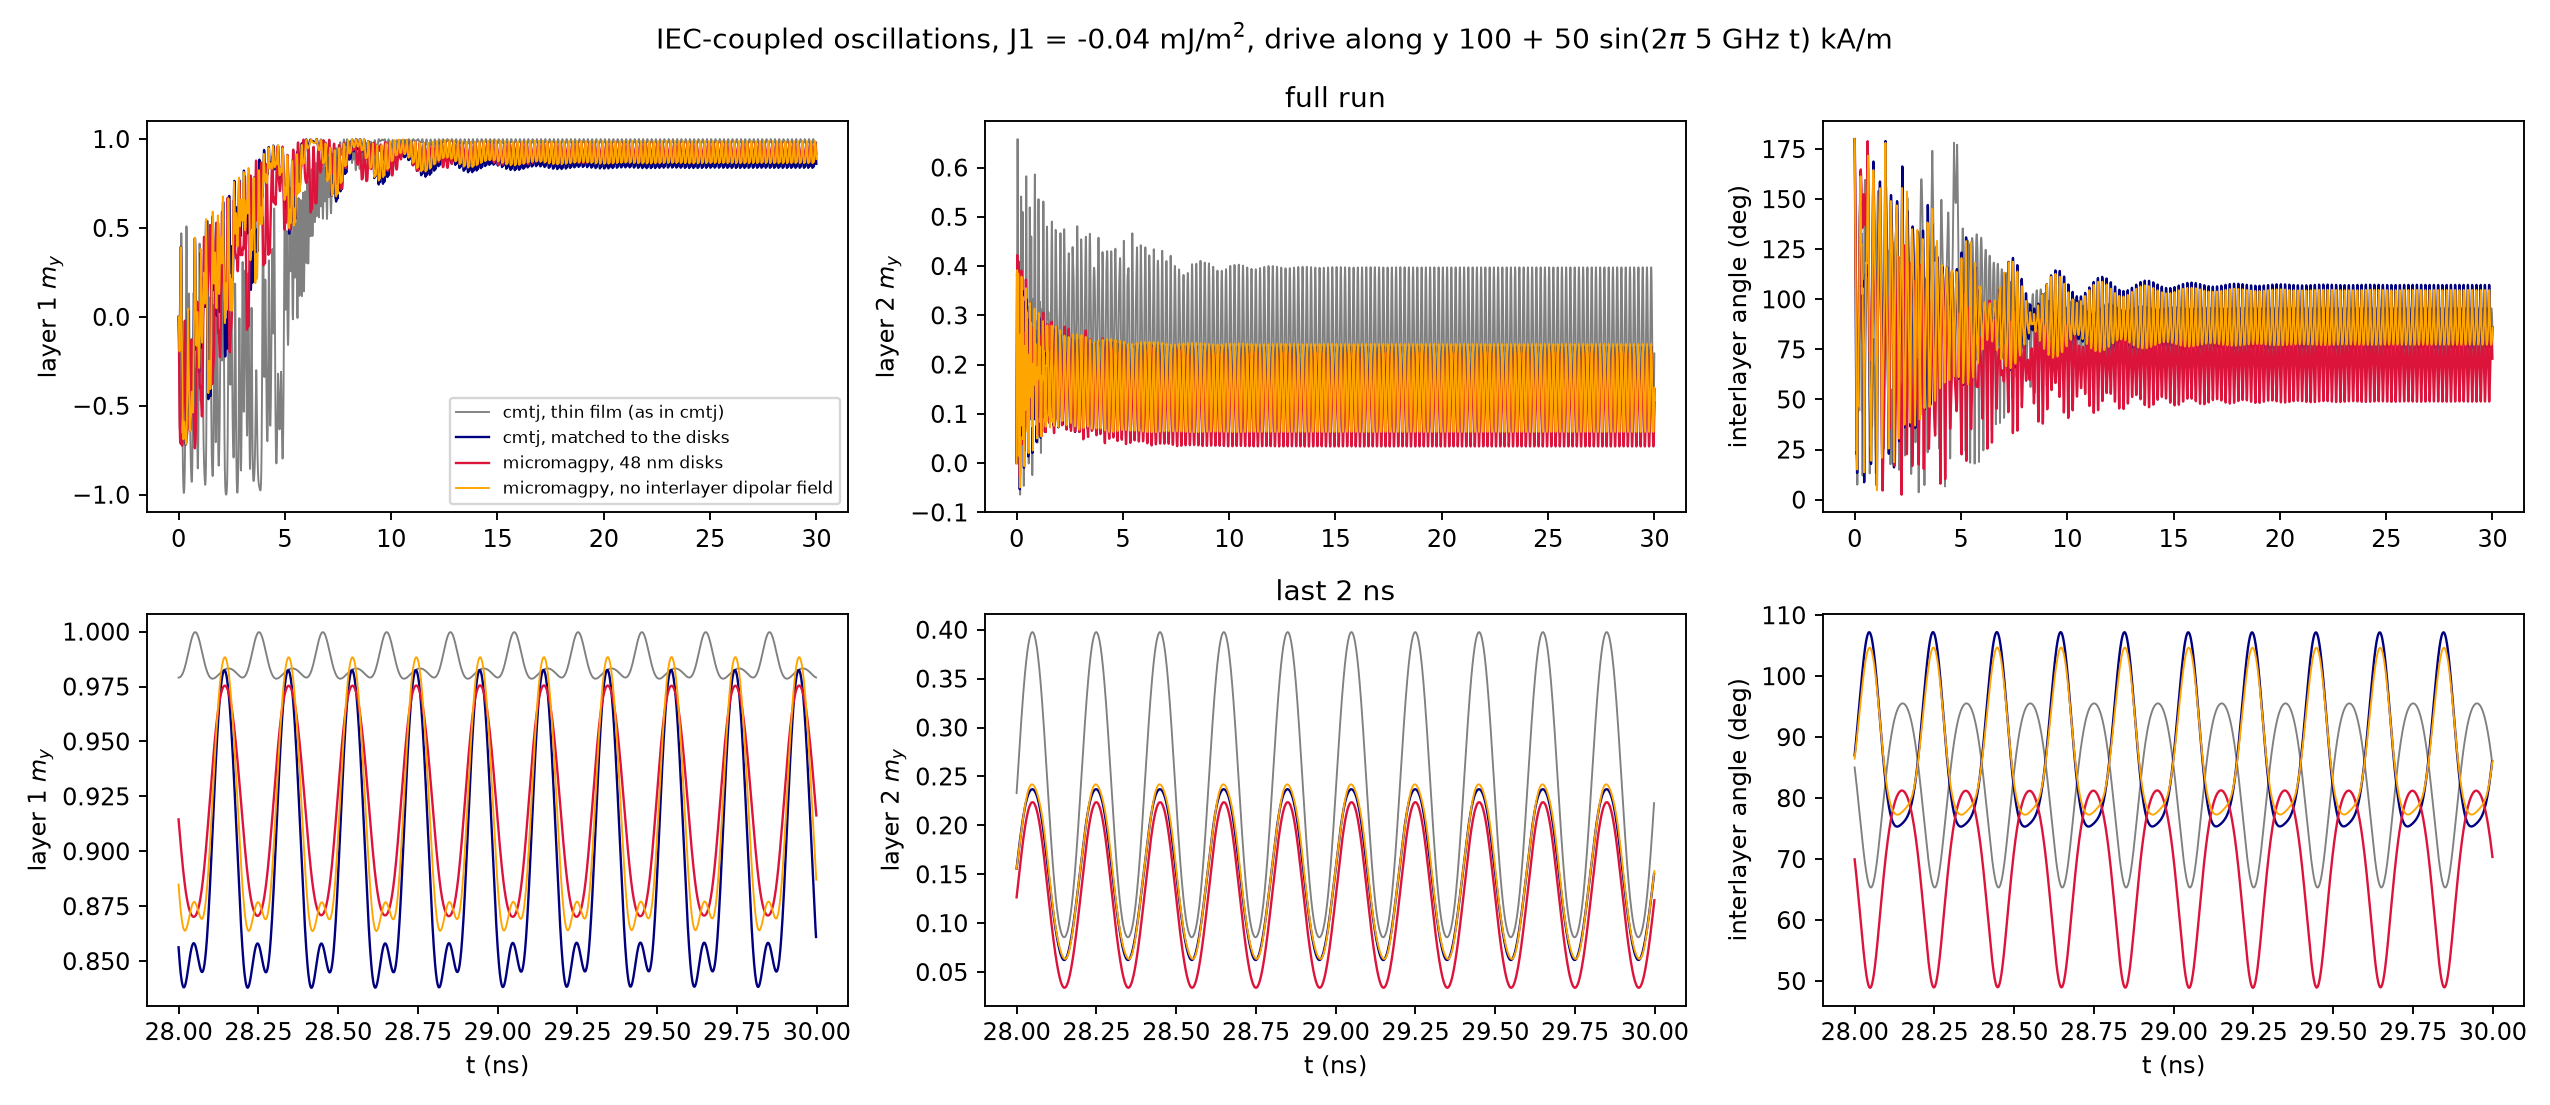 IEC-coupled oscillations, J1 = -0.04 mJ/m², drive along y 100 + 50 sin(2π 5 GHz t) kA/m
full run
layer 1 m_y
1.0
0.5
0.0
−0.5
−1.0
cmtj, thin film (as in cmtj)
cmtj, matched to the disks
micromagpy, 48 nm disks
micromagpy, no interlayer dipolar field
0 5 10 15 20 25 30
layer 2 m_y
0.6
0.5
0.4
0.3
0.2
0.1
0.0
−0.1
0 5 10 15 20 25 30
interlayer angle (deg)
175
150
125
100
75
50
25
0
0 5 10 15 20 25 30
last 2 ns
layer 1 m_y
1.000
0.975
0.950
0.925
0.900
0.875
0.850
28.00 28.25 28.50 28.75 29.00 29.25 29.50 29.75 30.00
t (ns)
layer 2 m_y
0.40
0.35
0.30
0.25
0.20
0.15
0.10
0.05
28.00 28.25 28.50 28.75 29.00 29.25 29.50 29.75 30.00
t (ns)
interlayer angle (deg)
110
100
90
80
70
60
50
28.00 28.25 28.50 28.75 29.00 29.25 29.50 29.75 30.00
t (ns)